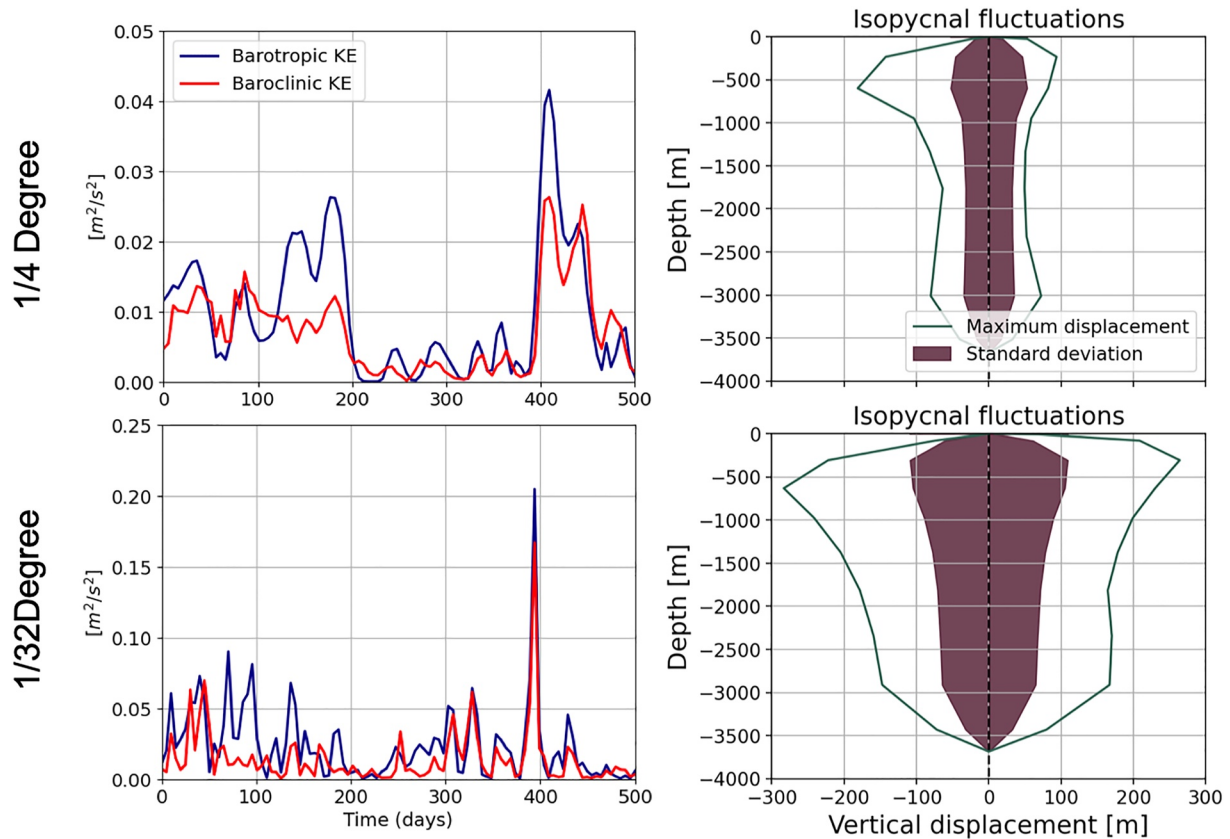 1/4 Degree
[m²/s²]
0.05
0.04
0.03
0.02
0.01
0.00
Barotropic KE
Baroclinic KE
0 100 200 300 400 500
Isopycnal fluctuations
Depth [m]
0
−500
−1000
−1500
−2000
−2500
−3000
−3500
−4000
Maximum displacement
Standard deviation
1/32Degree
[m²/s²]
0.25
0.20
0.15
0.10
0.05
0.00
0 100 200 300 400 500
Time (days)
Isopycnal fluctuations
Depth [m]
0
−500
−1000
−1500
−2000
−2500
−3000
−3500
−4000
−300 −200 −100 0 100 200 300
Vertical displacement [m]